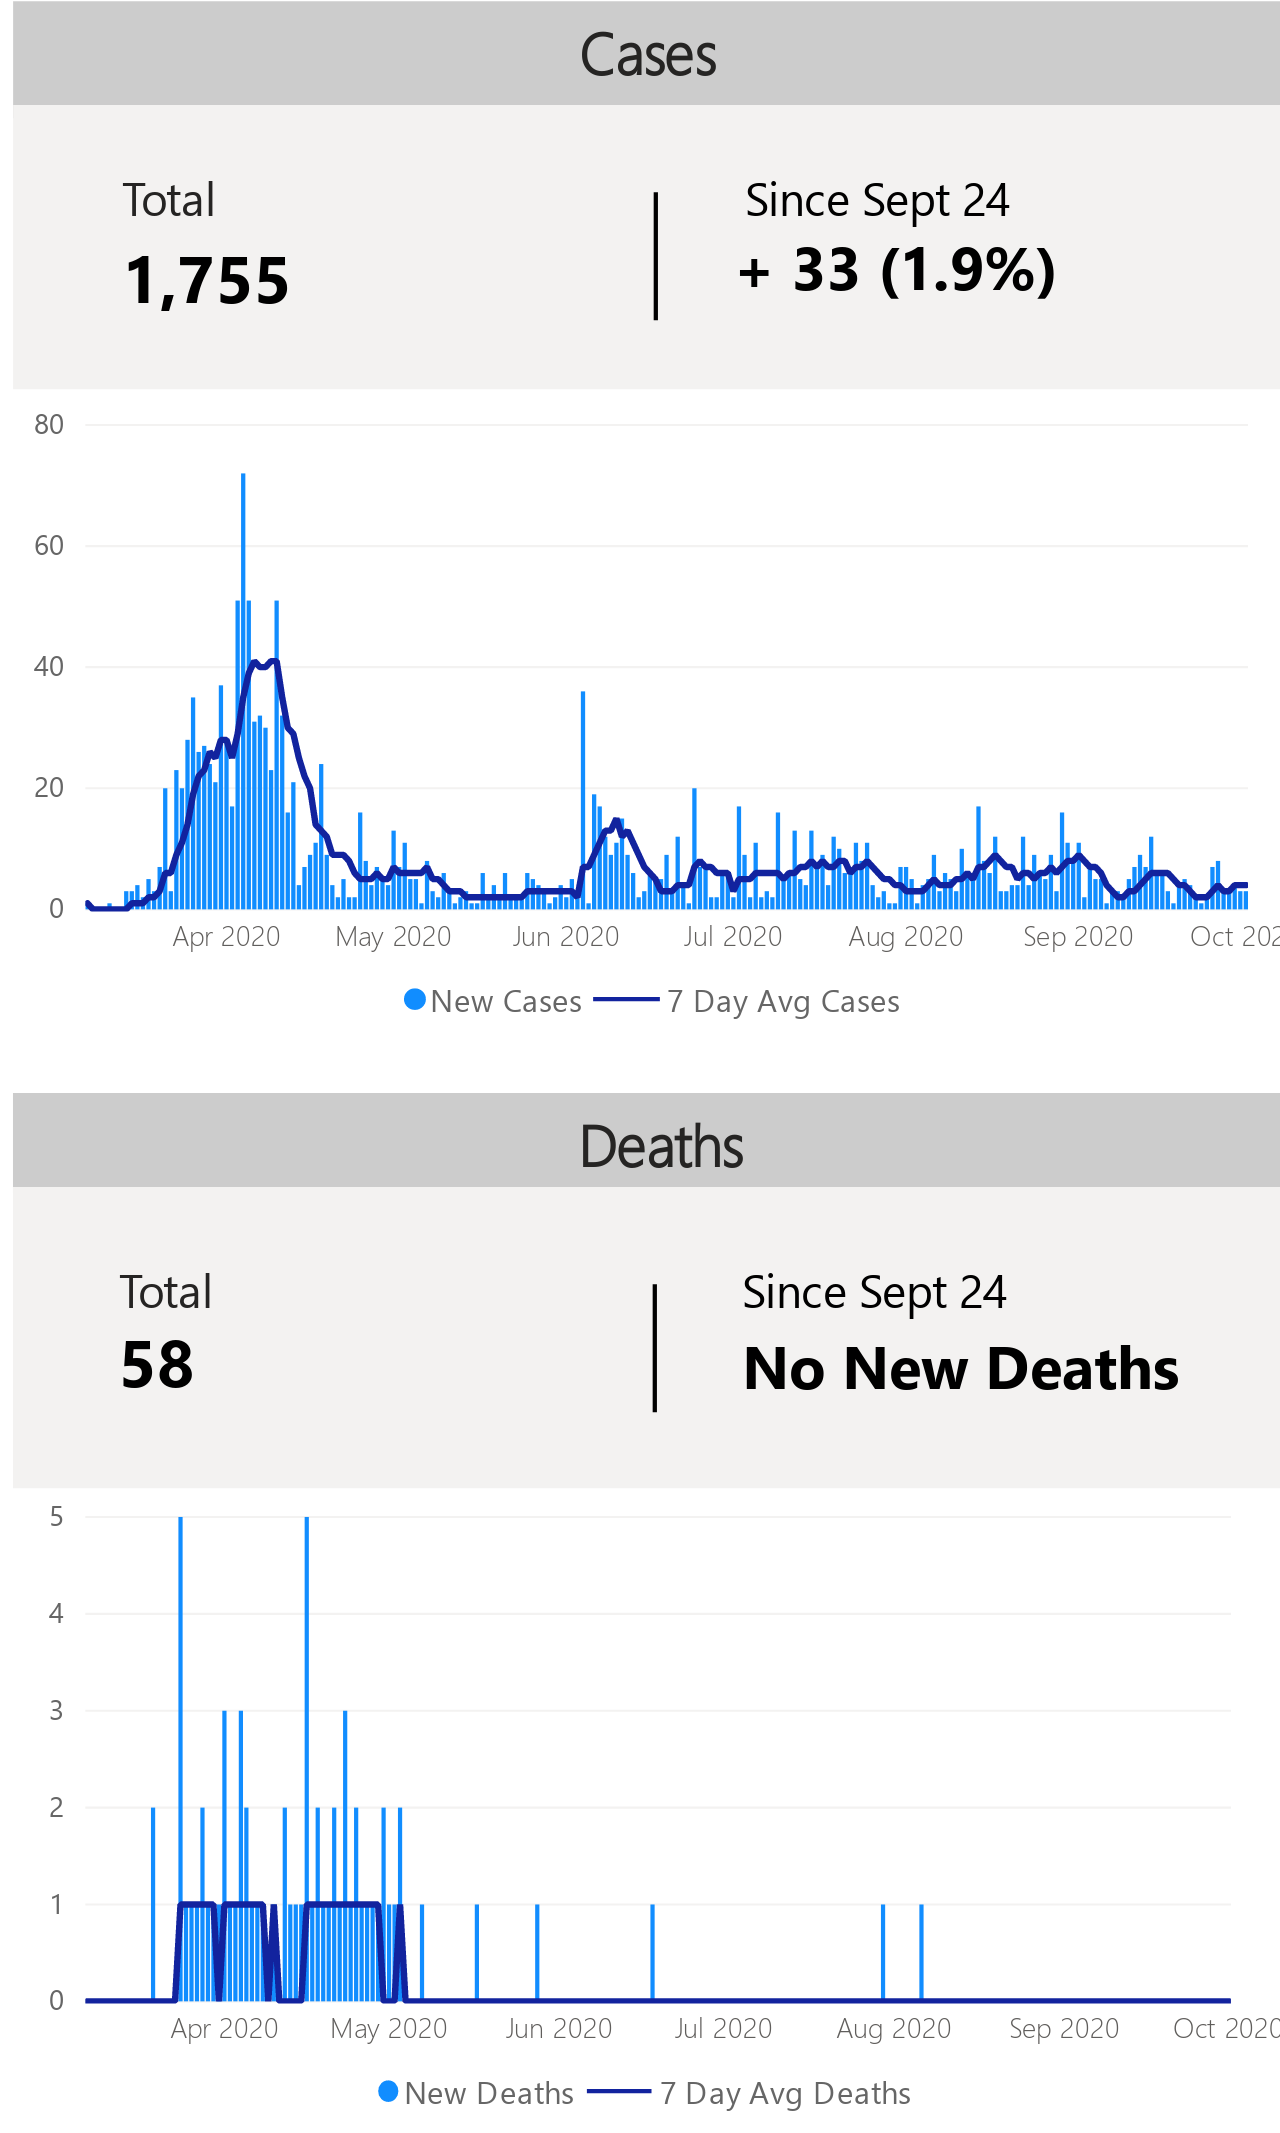 Cases
Total
Since Sept 24
1,755
+ 33 (1.9%)
80
60
40
20
0
Apr 2020
May 2020
Jun 2020
Jul 2020
Aug 2020
Sep 2020
Oct 202
New Cases
7 Day Avg Cases
Deaths
Total
Since Sept 24
58
No New Deaths
5
4
3
2
1
0
Apr 2020
May 2020
Jun 2020
Jul 2020
Aug 2020
Sep 2020
Oct 2020
New Deaths
7 Day Avg Deaths